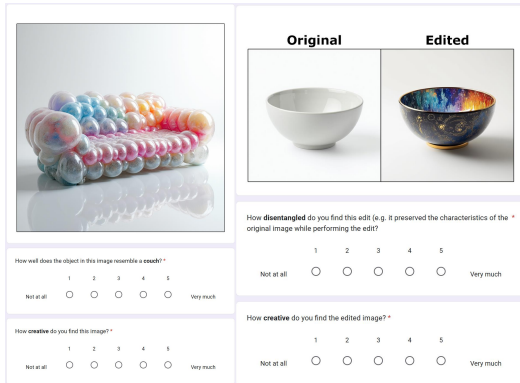 How well does the object in this image resemble a couch? *
1 2 3 4 5
Not at all Very much
How creative do you find this image? *
1 2 3 4 5
Not at all Very much
Original Edited
How disentangled do you find this edit (e.g. it preserved the characteristics of the *
original image while performing the edit?
1 2 3 4 5
Not at all Very much
How creative do you find the edited image? *
1 2 3 4 5
Not at all Very much